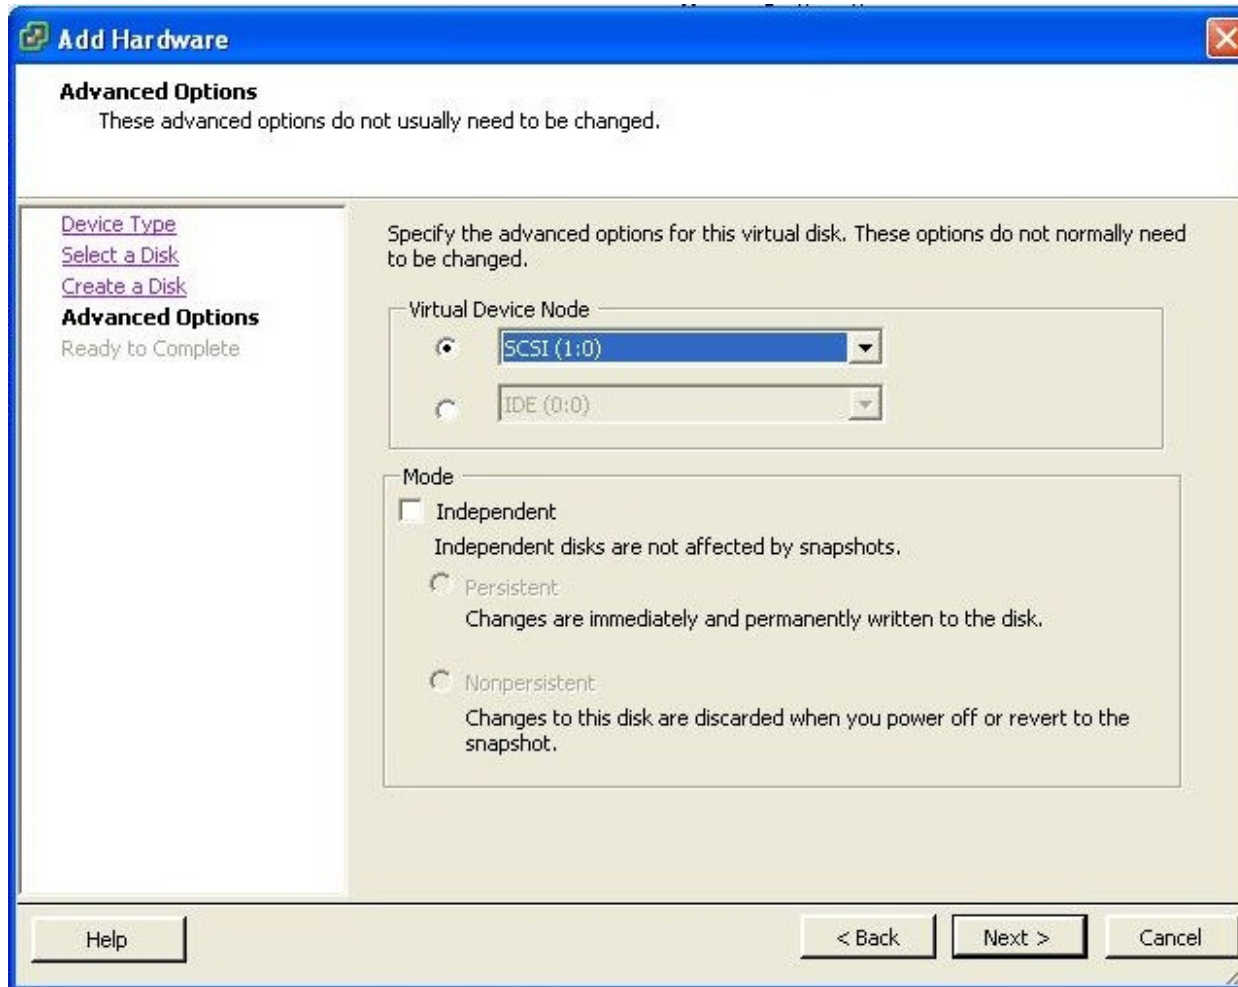 Add Hardware
Advanced Options
These advanced options do not usually need to be changed.
Device Type
Select a Disk
Create a Disk
Advanced Options
Ready to Complete
Specify the advanced options for this virtual disk. These options do not normally need
to be changed.
Virtual Device Node
SCSI (1:0)
IDE (0:0)
Mode
Independent
Independent disks are not affected by snapshots.
Persistent
Changes are immediately and permanently written to the disk.
Nonpersistent
Changes to this disk are discarded when you power off or revert to the
snapshot.
Help
< Back
Next >
Cancel